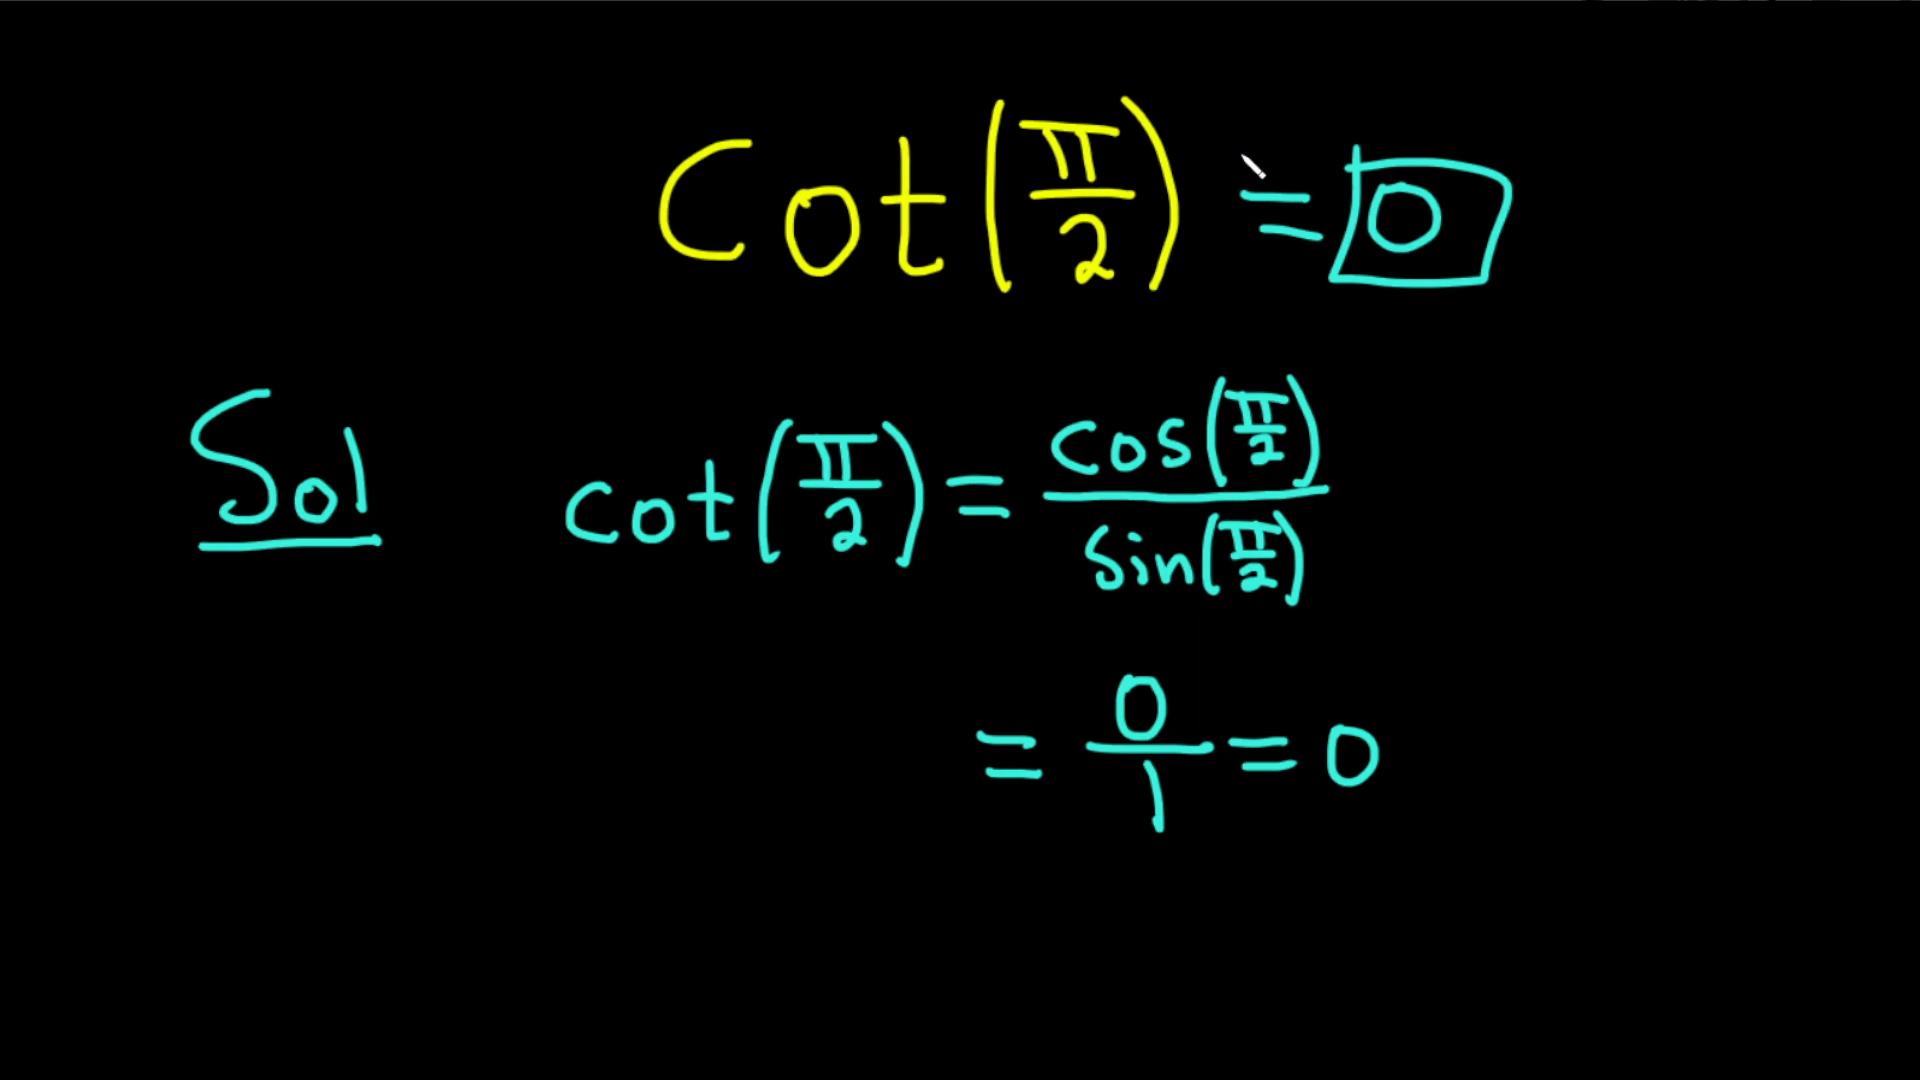 Cot(π/2) = 0
Sol cot(π/2) = cos(π/2)/sin(π/2)
= 0/1 = 0